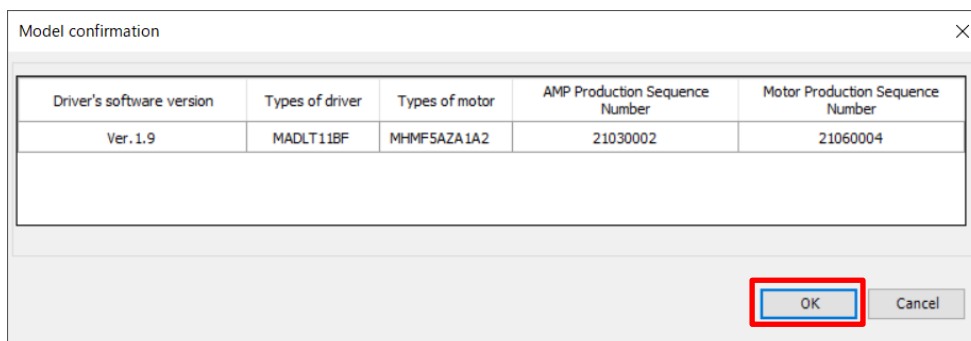 Model confirmation
Driver's software version Types of driver Types of motor AMP Production Sequence Number Motor Production Sequence Number
Ver.1.9 MADLT11BF MHMF5AZA1A2 21030002 21060004
OK Cancel